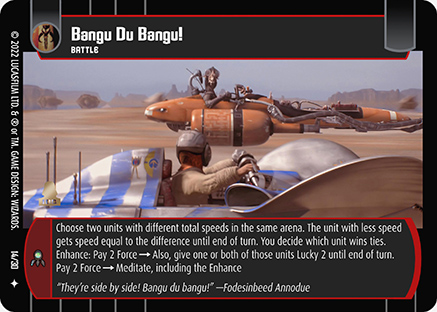 Bangu Du Bangu!
BATTLE
© 2022 LUCASFILM LTD. & ® or TM. GAME DESIGN: WIZARDS.
14/30
Choose two units with different total speeds in the same arena. The unit with less speed
gets speed equal to the difference until end of turn. You decide which unit wins ties.
Enhance: Pay 2 Force → Also, give one or both of those units Lucky 2 until end of turn.
Pay 2 Force → Meditate, including the Enhance
“They're side by side! Bangu du bangu!” —Fodesinbeed Annodue